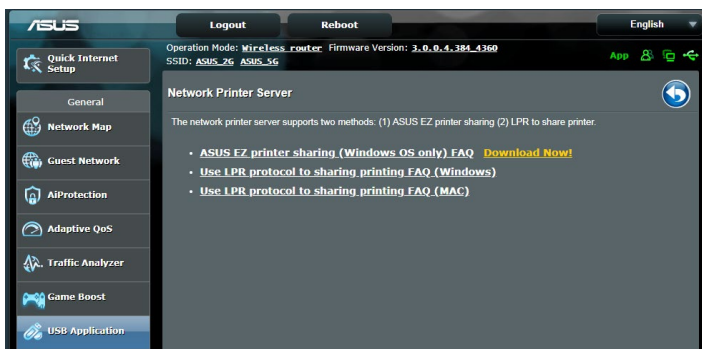 ASUS
Logout
Reboot
English
Quick Internet
Setup
Operation Mode: Wireless router Firmware Version: 3.0.0.4.384_4360
SSID: ASUS_2G ASUS_5G
App
General
Network Map
Guest Network
AiProtection
Adaptive QoS
Traffic Analyzer
Game Boost
USB Application
Network Printer Server
The network printer server supports two methods: (1) ASUS EZ printer sharing (2) LPR to share printer.
• ASUS EZ printer sharing (Windows OS only) FAQ Download Now!
• Use LPR protocol to sharing printing FAQ (Windows)
• Use LPR protocol to sharing printing FAQ (MAC)